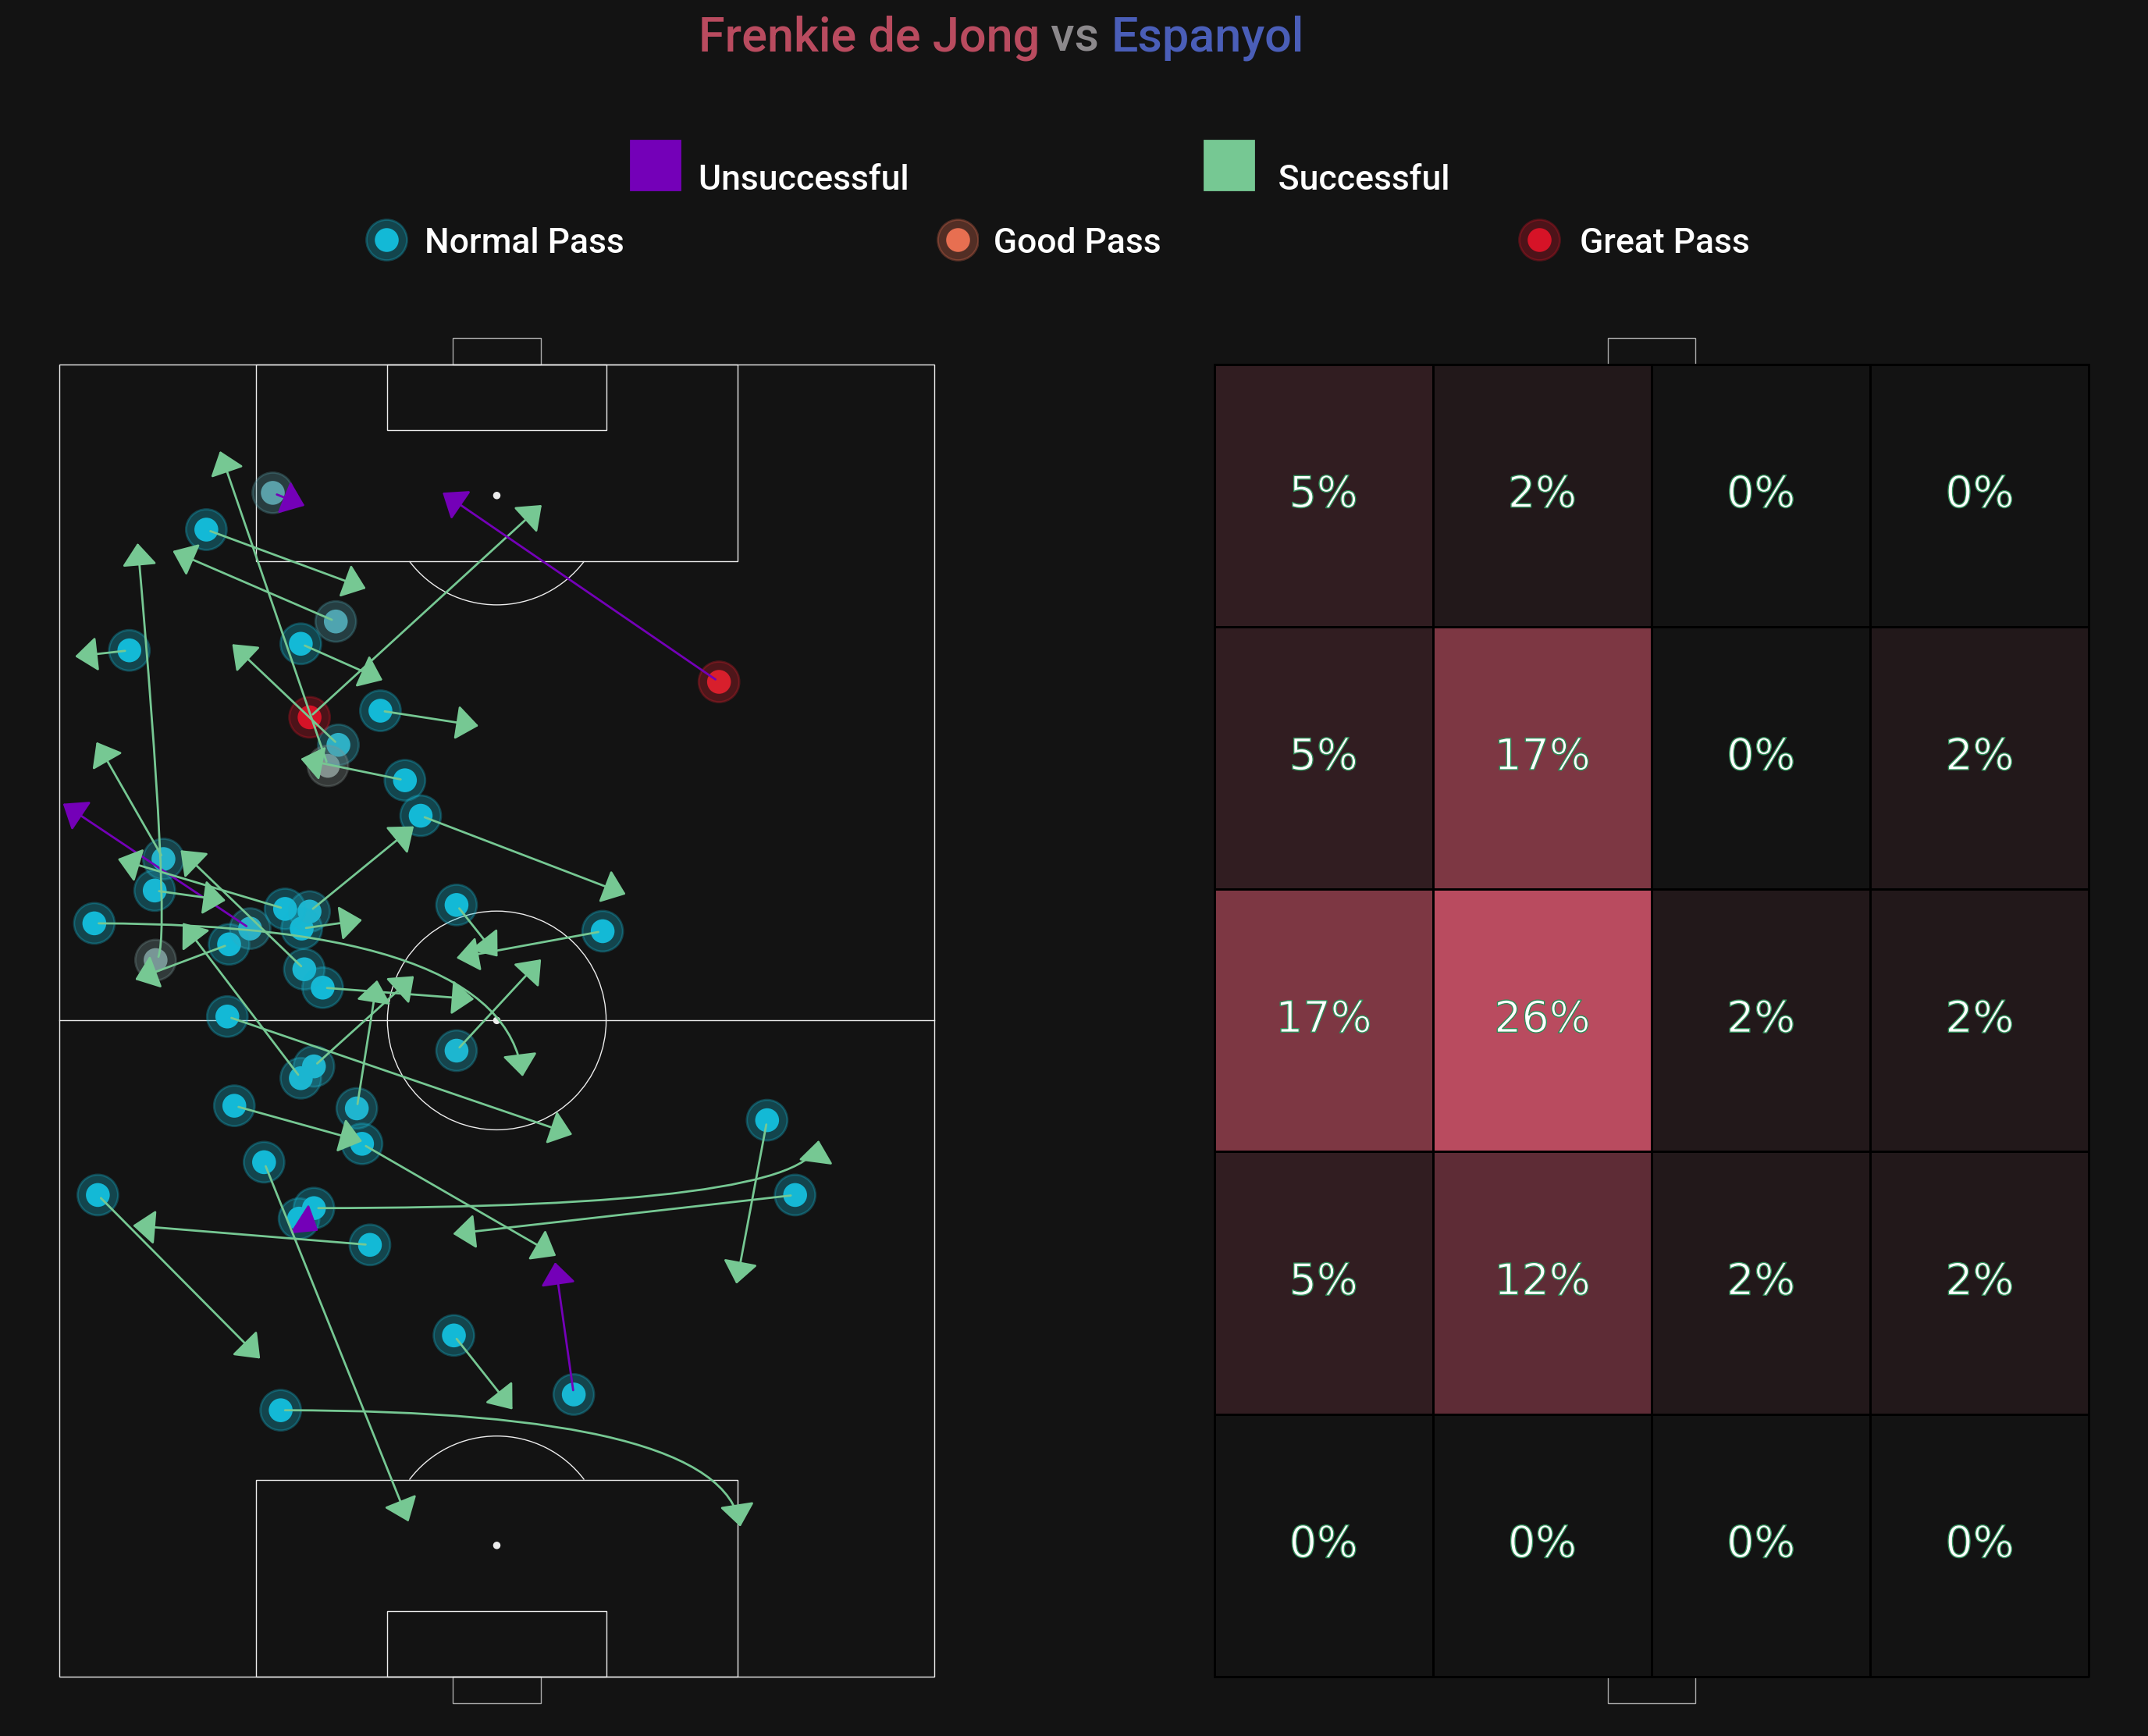 Frenkie de Jong vs Espanyol
Unsuccessful Successful
Normal Pass Good Pass Great Pass
5% 2% 0% 0%
5% 17% 0% 2%
17% 26% 2% 2%
5% 12% 2% 2%
0% 0% 0% 0%